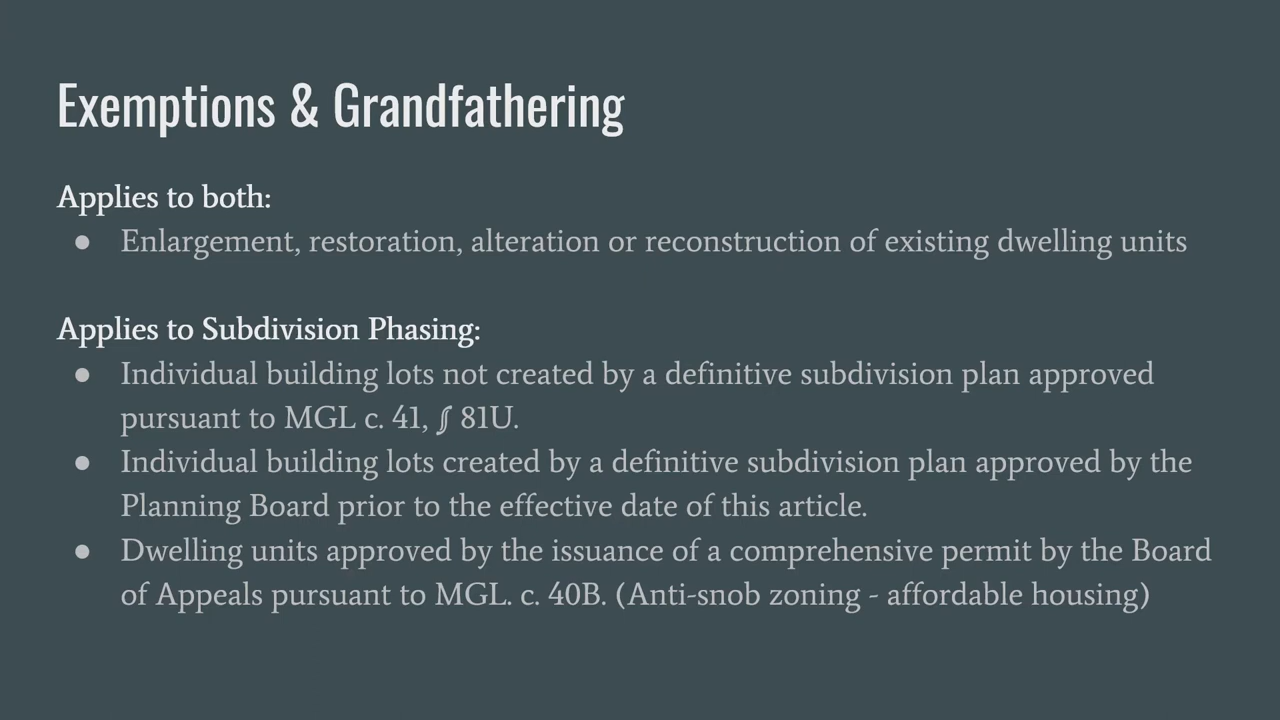 Exemptions & Grandfathering
Applies to both:
● Enlargement, restoration, alteration or reconstruction of existing dwelling units
Applies to Subdivision Phasing:
● Individual building lots not created by a definitive subdivision plan approved
pursuant to MGL c. 41, ∫∫ 81U.
● Individual building lots created by a definitive subdivision plan approved by the
Planning Board prior to the effective date of this article.
● Dwelling units approved by the issuance of a comprehensive permit by the Board
of Appeals pursuant to MGL. c. 40B. (Anti-snob zoning - affordable housing)